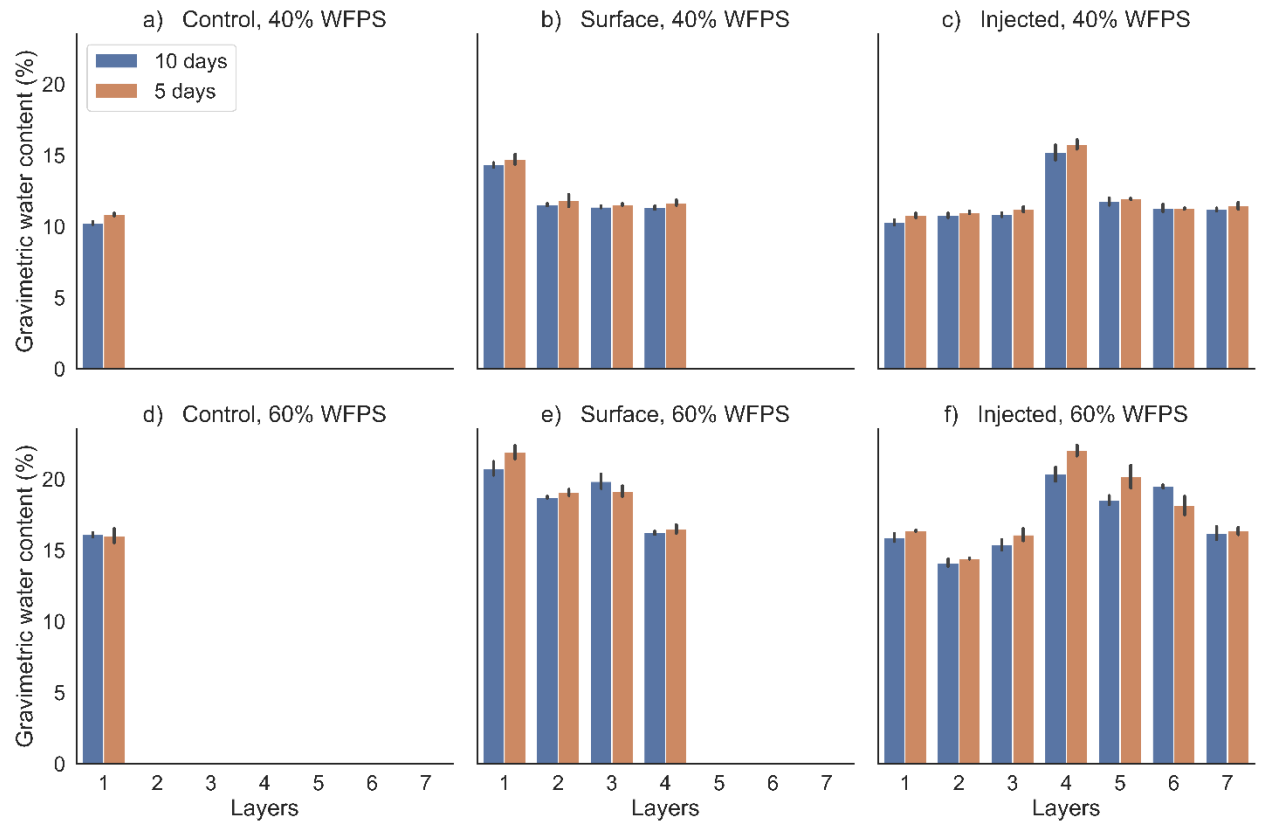 a) Control, 40% WFPS
b) Surface, 40% WFPS
c) Injected, 40% WFPS
Gravimetric water content (%)
20
15
10
5
0
10 days
5 days
d) Control, 60% WFPS
e) Surface, 60% WFPS
f) Injected, 60% WFPS
Gravimetric water content (%)
20
15
10
5
0
1 2 3 4 5 6 7
Layers
1 2 3 4 5 6 7
Layers
1 2 3 4 5 6 7
Layers